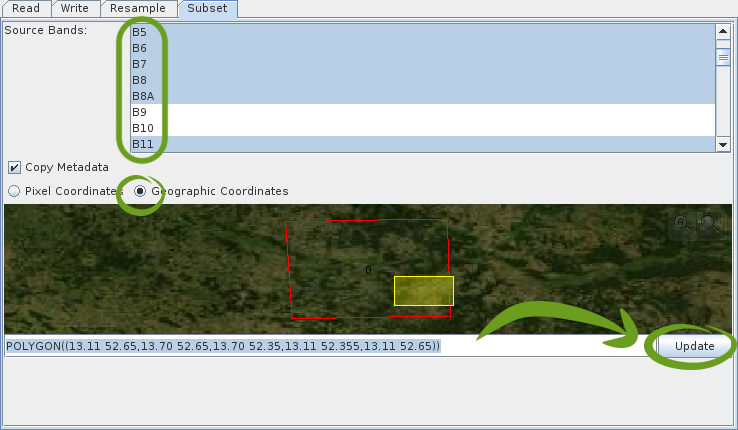 Read Write Resample Subset
Source Bands:
B5
B6
B7
B8
B8A
B9
B10
B11
Copy Metadata
Pixel Coordinates Geographic Coordinates
0
POLYGON((13.11 52.65,13.70 52.65,13.70 52.35,13.11 52.355,13.11 52.65)) Update